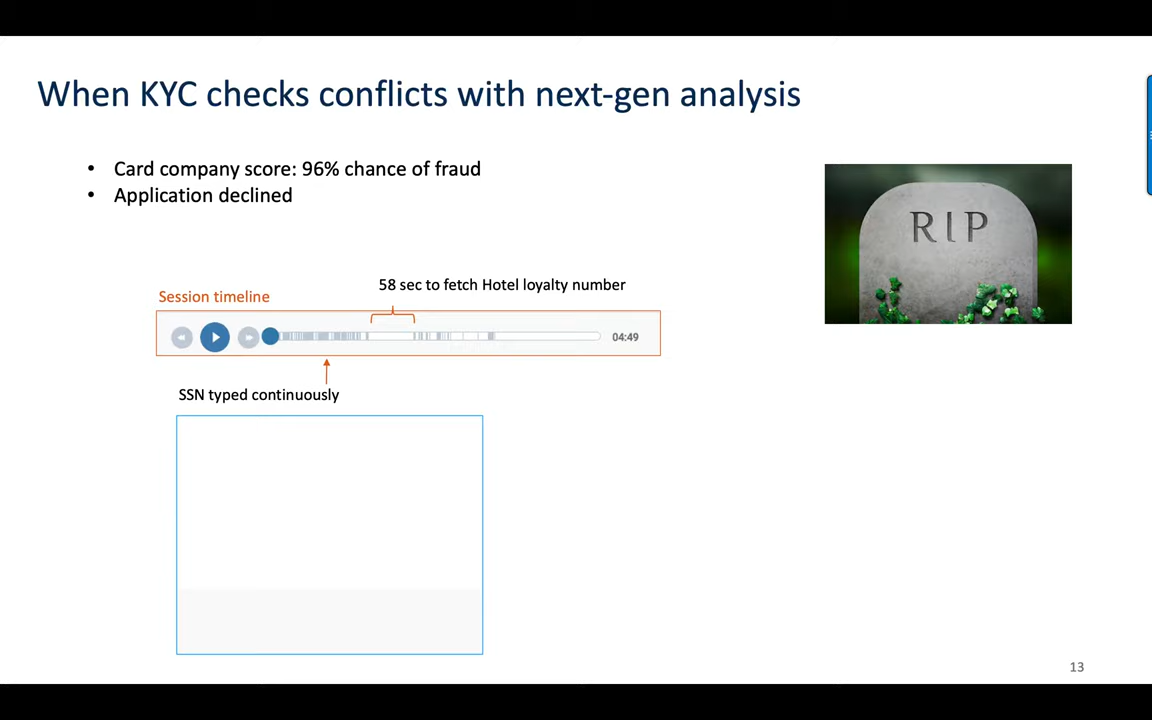 When KYC checks conflicts with next-gen analysis
• Card company score: 96% chance of fraud
• Application declined
RIP
58 sec to fetch Hotel loyalty number
Session timeline
04:49
SSN typed continuously
13